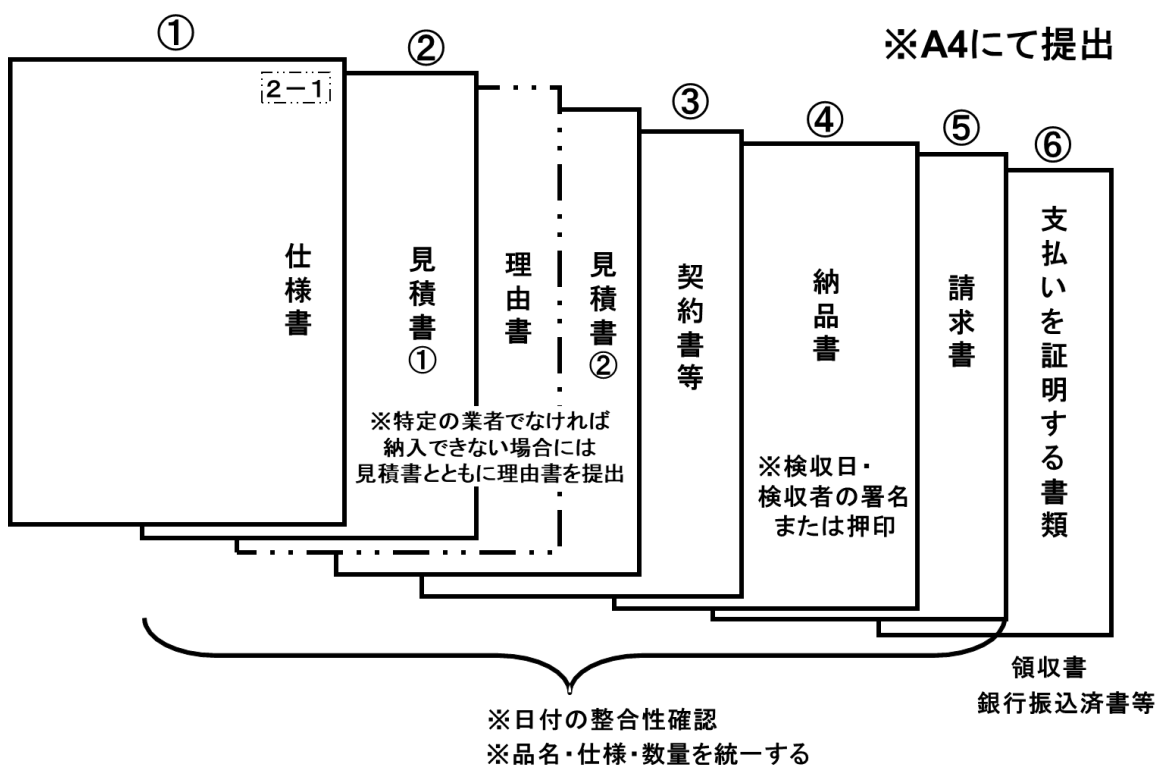 ※A4にて提出
①
2－1
仕様書
②
見積書①
理由書
見積書②
※特定の業者でなければ
納入できない場合には
見積書とともに理由書を提出
③
契約書等
④
納品書
※検収日・
検収者の署名
または押印
⑤
請求書
⑥
支払いを証明する書類
領収書
銀行振込済書等
※日付の整合性確認
※品名・仕様・数量を統一する